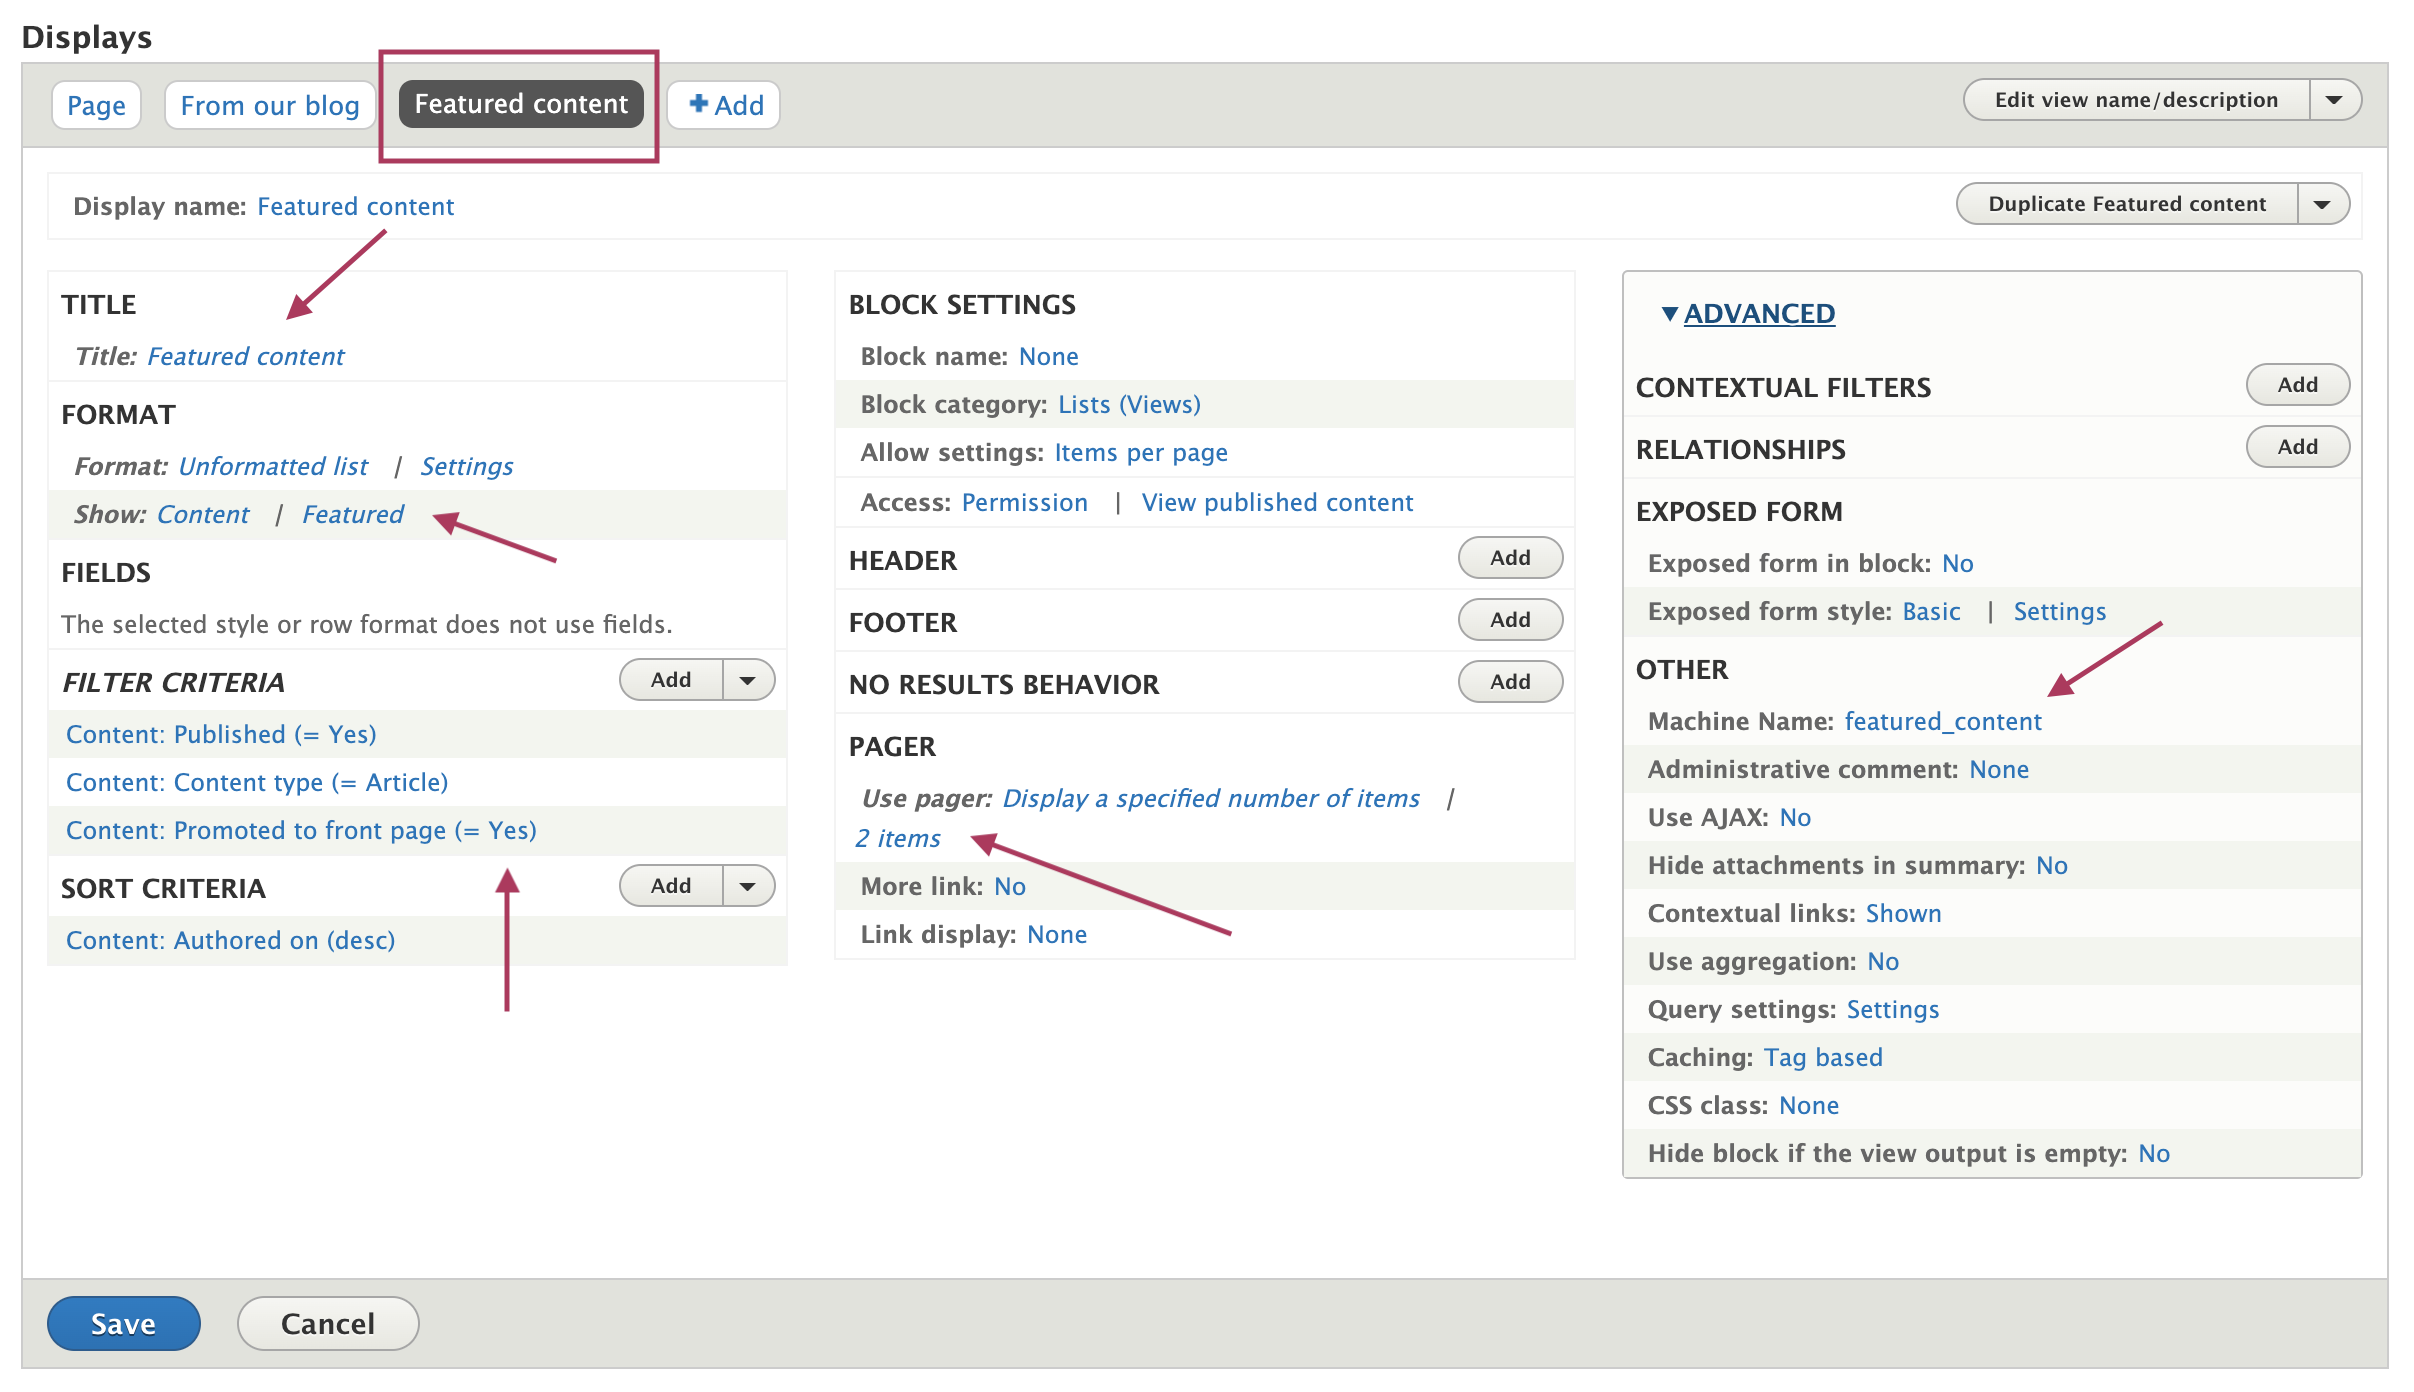 Displays
Page
From our blog
Featured content
Add
Edit view name/description
Display name: Featured content
Duplicate Featured content
TITLE
Title: Featured content
FORMAT
Format: Unformatted list | Settings
Show: Content | Featured
FIELDS
The selected style or row format does not use fields.
FILTER CRITERIA
Add
Content: Published (= Yes)
Content: Content type (= Article)
Content: Promoted to front page (= Yes)
SORT CRITERIA
Add
Content: Authored on (desc)
BLOCK SETTINGS
Block name: None
Block category: Lists (Views)
Allow settings: Items per page
Access: Permission | View published content
HEADER
Add
FOOTER
Add
NO RESULTS BEHAVIOR
Add
PAGER
Use pager: Display a specified number of items |
2 items
More link: No
Link display: None
ADVANCED
CONTEXTUAL FILTERS
Add
RELATIONSHIPS
Add
EXPOSED FORM
Exposed form in block: No
Exposed form style: Basic | Settings
OTHER
Machine Name: featured_content
Administrative comment: None
Use AJAX: No
Hide attachments in summary: No
Contextual links: Shown
Use aggregation: No
Query settings: Settings
Caching: Tag based
CSS class: None
Hide block if the view output is empty: No
Save
Cancel